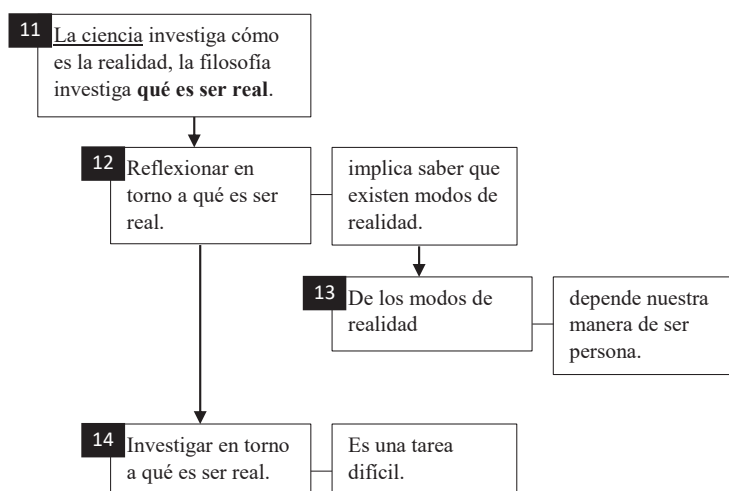 11
La ciencia investiga cómo
es la realidad, la filosofía
investiga qué es ser real.
12
Reflexionar en
torno a qué es ser
real.
implica saber que
existen modos de
realidad.
13
De los modos de
realidad
depende nuestra
manera de ser
persona.
14
Investigar en torno
a qué es ser real.
Es una tarea
difícil.